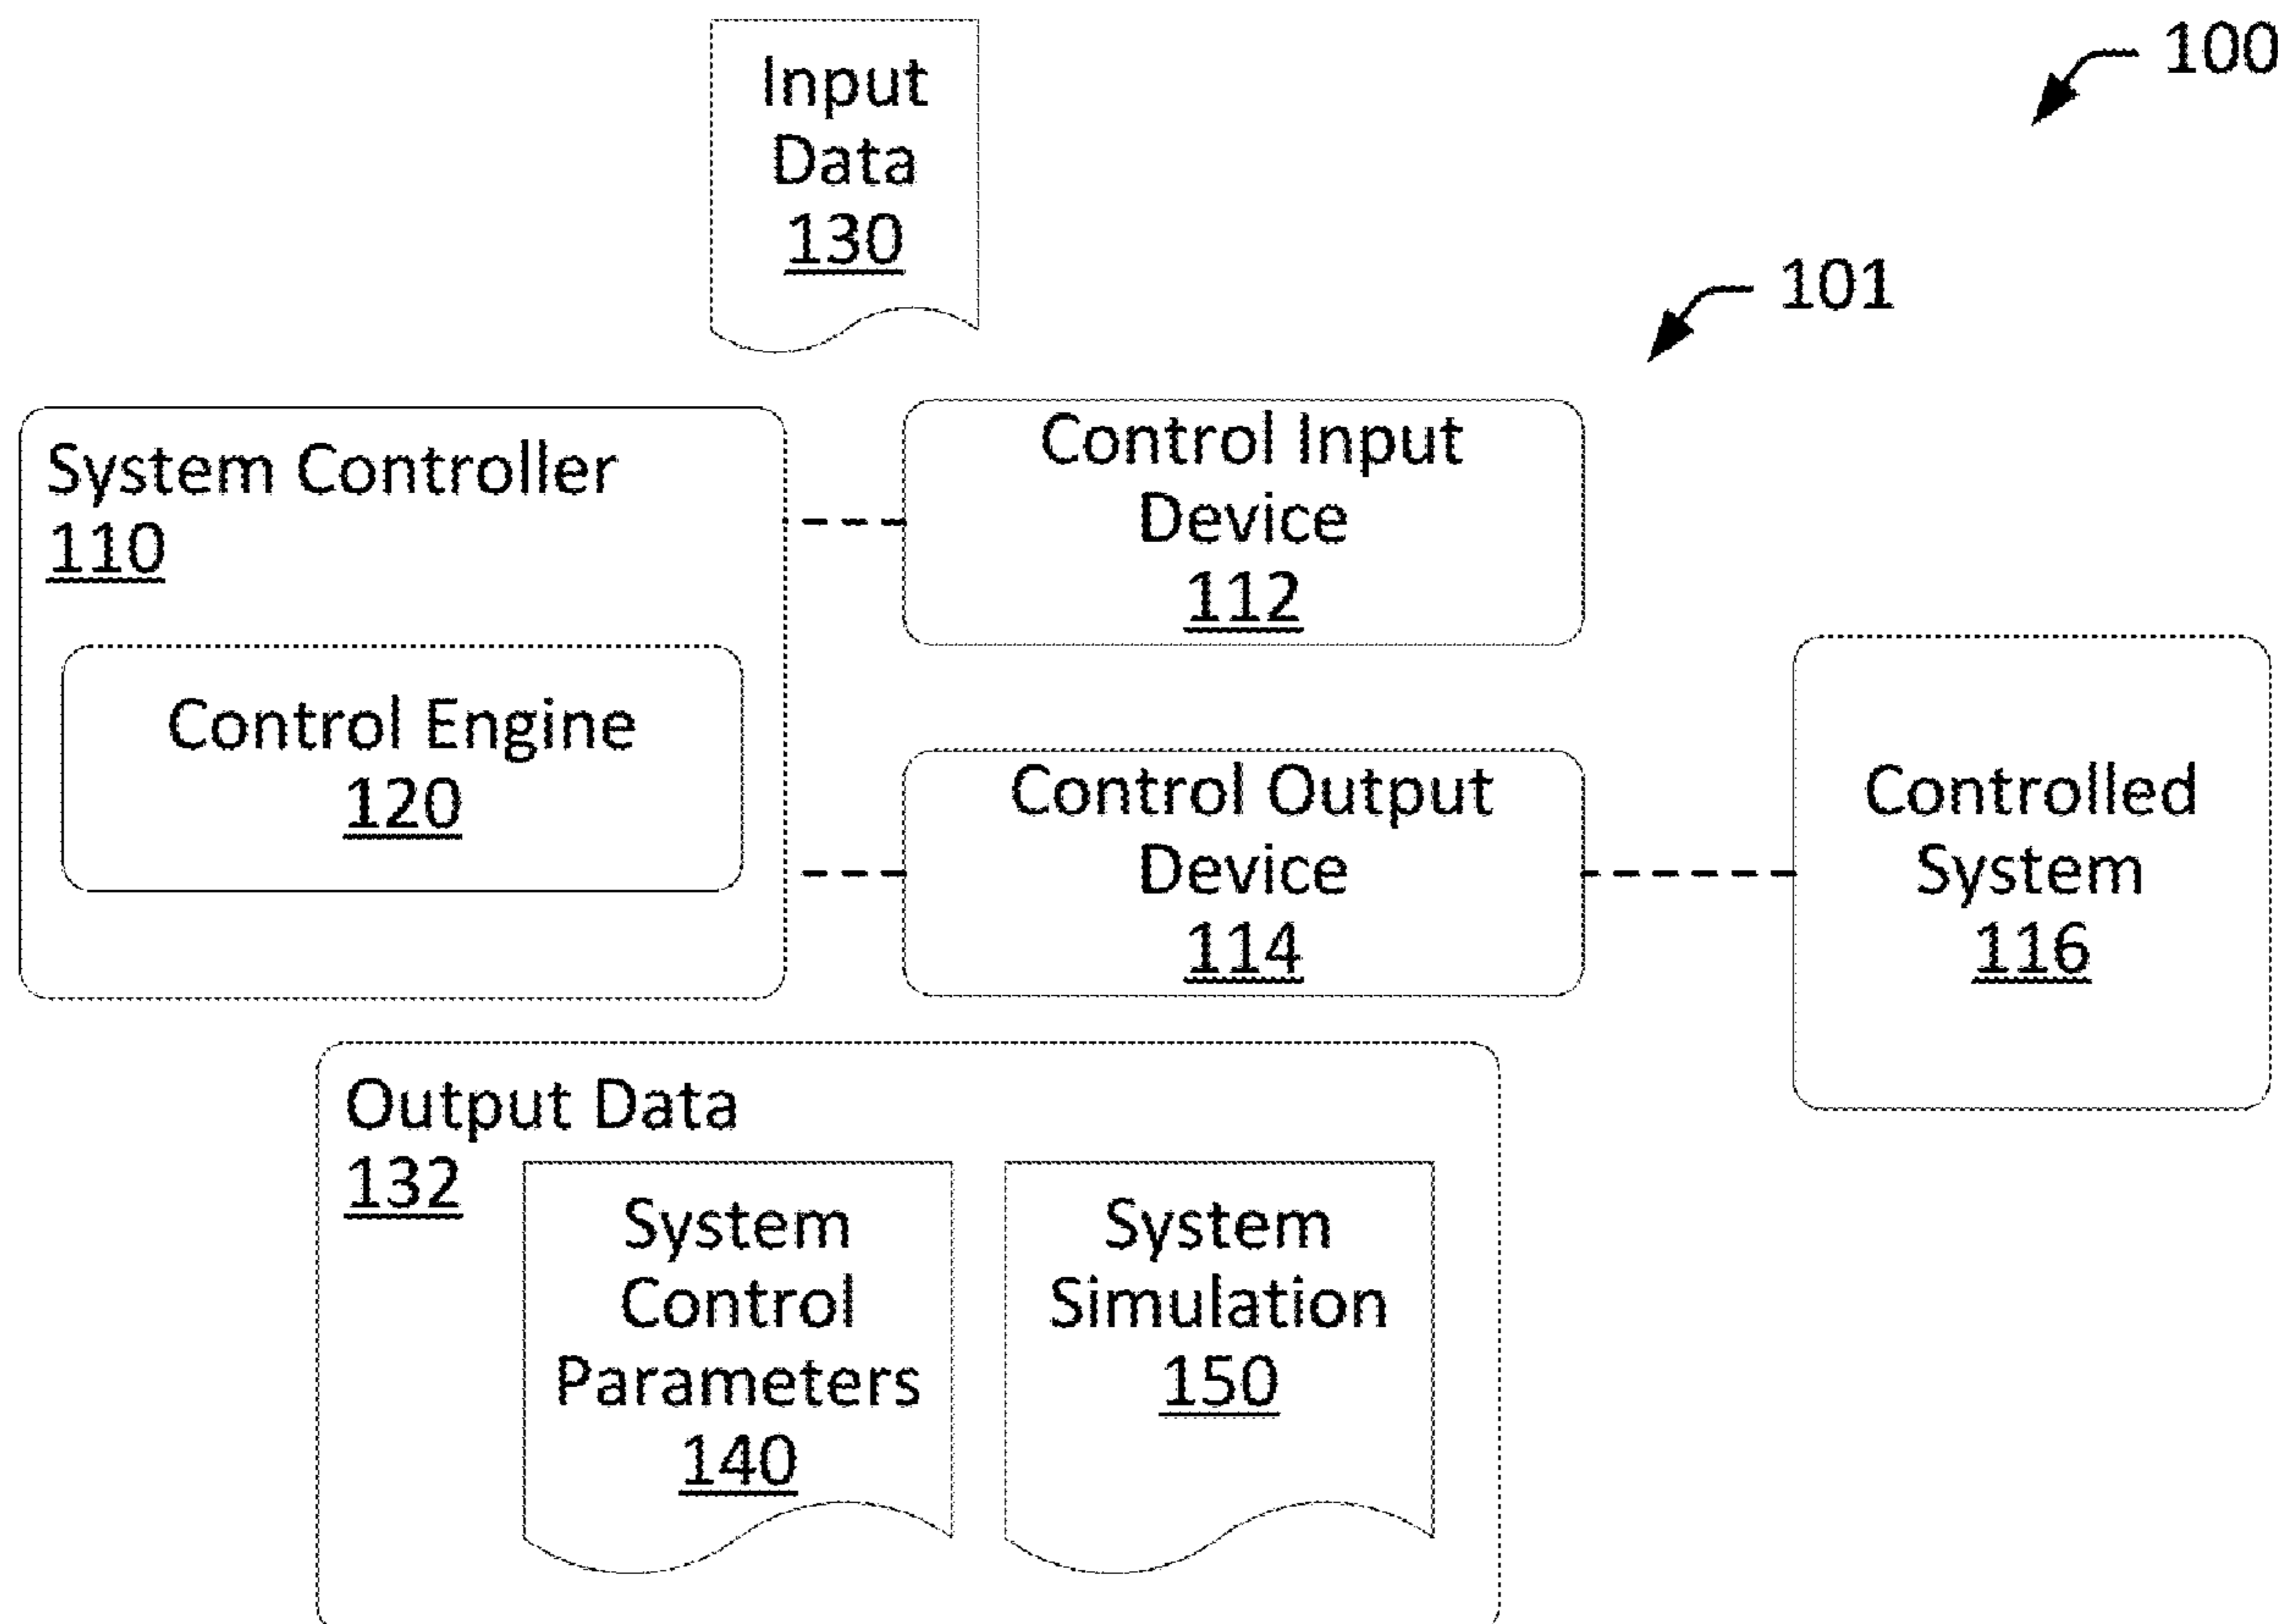 100
Input
Data
130
101
System Controller
110
Control Input
Device
112
Control Engine
120
Control Output
Device
114
Controlled
System
116
Output Data
132
System
Control
Parameters
140
System
Simulation
150